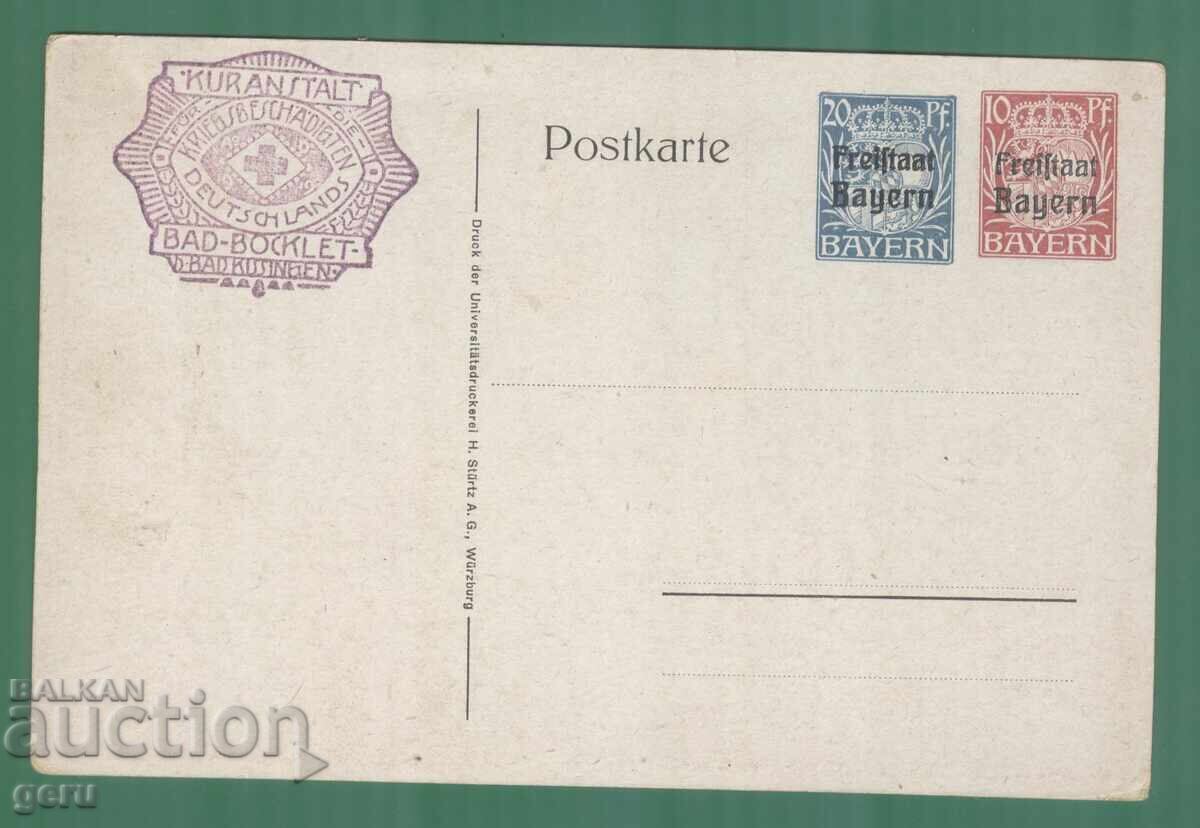 KURANSTALT
FÜR DIE
KRIEGSBESCHÄDIGTEN
DEUTSCHLANDS
BAD-BOCKLET-
B. BAD KISSINGEN.
Postkarte
20 Pf.
Freistaat
Bayern
BAYERN
10 Pf.
Freistaat
Bayern
BAYERN
Druck der Universitätsdruckerei H. Stürtz A. G., Würzburg
BALKAN
auction
geru